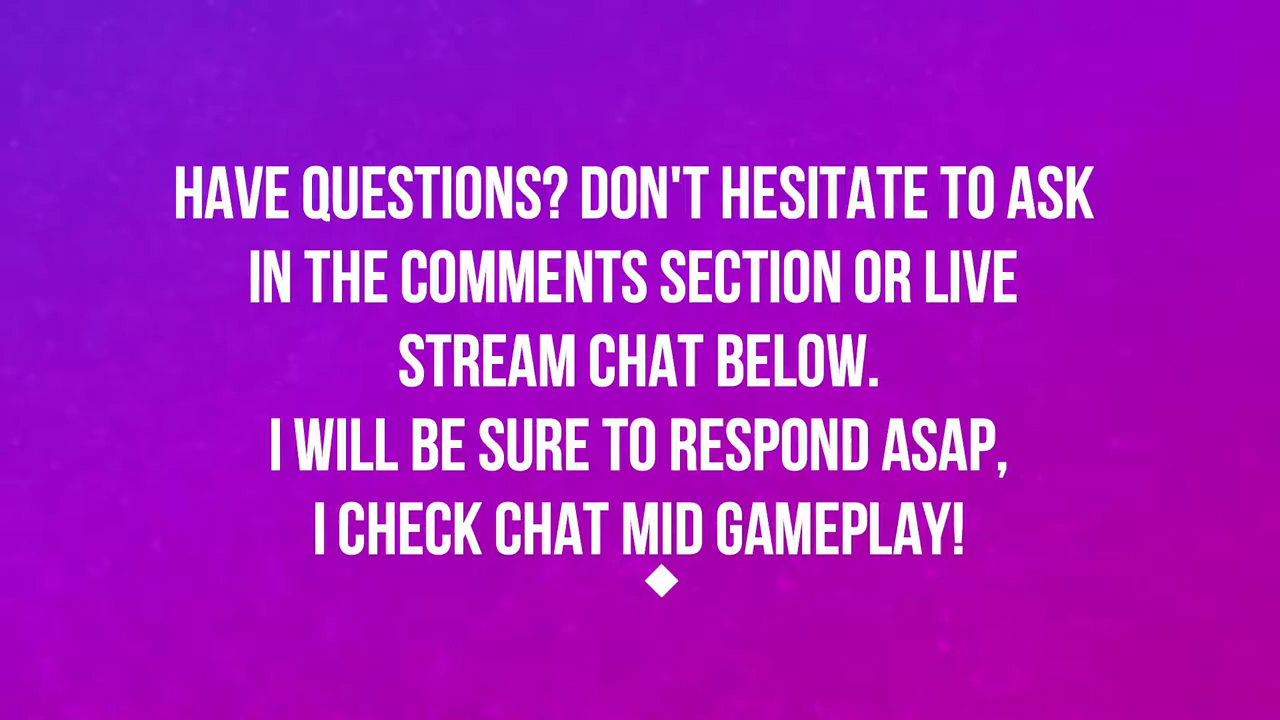 HAVE QUESTIONS? DON'T HESITATE TO ASK
IN THE COMMENTS SECTION OR LIVE
STREAM CHAT BELOW.
I WILL BE SURE TO RESPOND ASAP,
I CHECK CHAT MID GAMEPLAY!